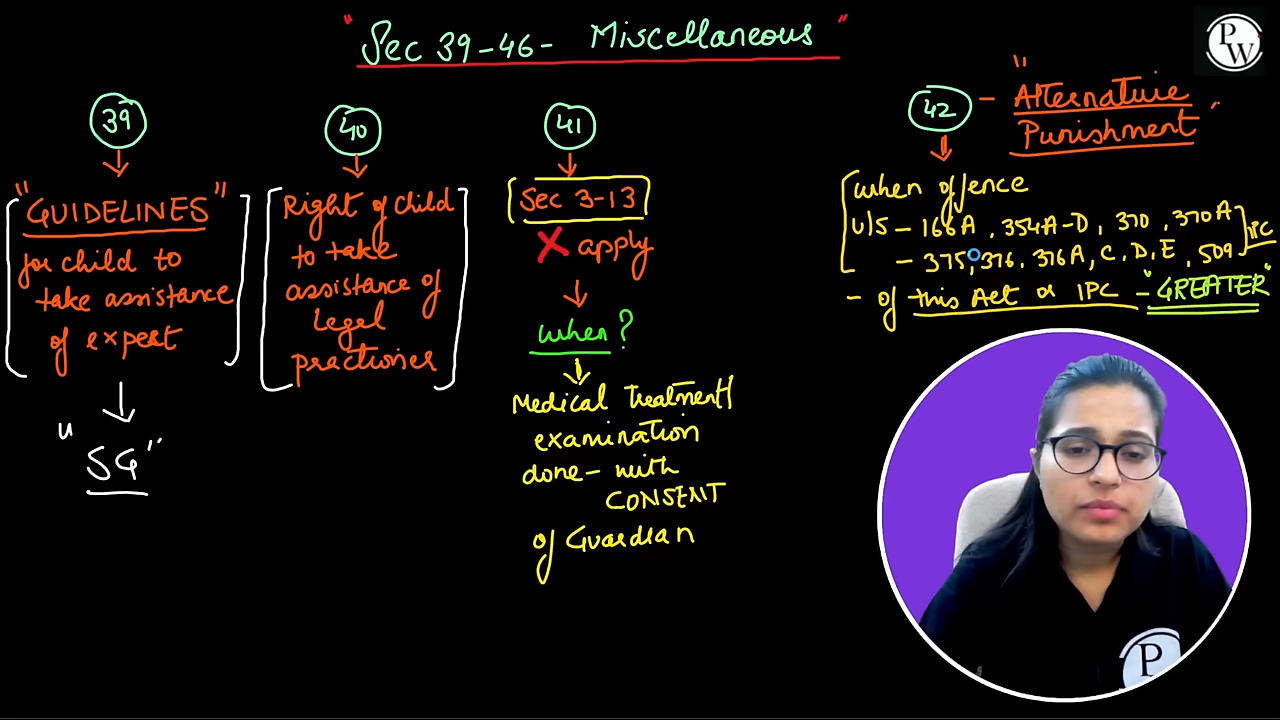 " Sec 39-46- Miscellaneous "
PW
39
"GUIDELINES"
for child to
take assistance
of expert
"SG"
40
Right of child
to take
assistance of
legal
practioner
41
Sec 3-13
X apply
when?
Medical treatment/
examination
done - with
CONSENT
of Guardian
42 - "Alternative
Punishment"
when offence
u/s - 166A, 354A-D, 370, 370A
- 375, 376, 376A, C, D, E, 509 IPC
- of this Act or IPC - "GREATER"
P